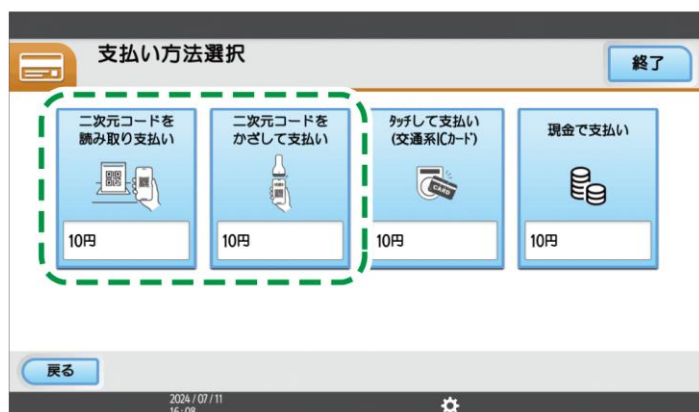 支払い方法選択
終了
二次元コードを
読み取り支払い
10円
二次元コードを
かざして支払い
10円
タッチして支払い
(交通系ICカード)
CARD
10円
現金で支払い
10円
戻る
2024/07/11
16:08